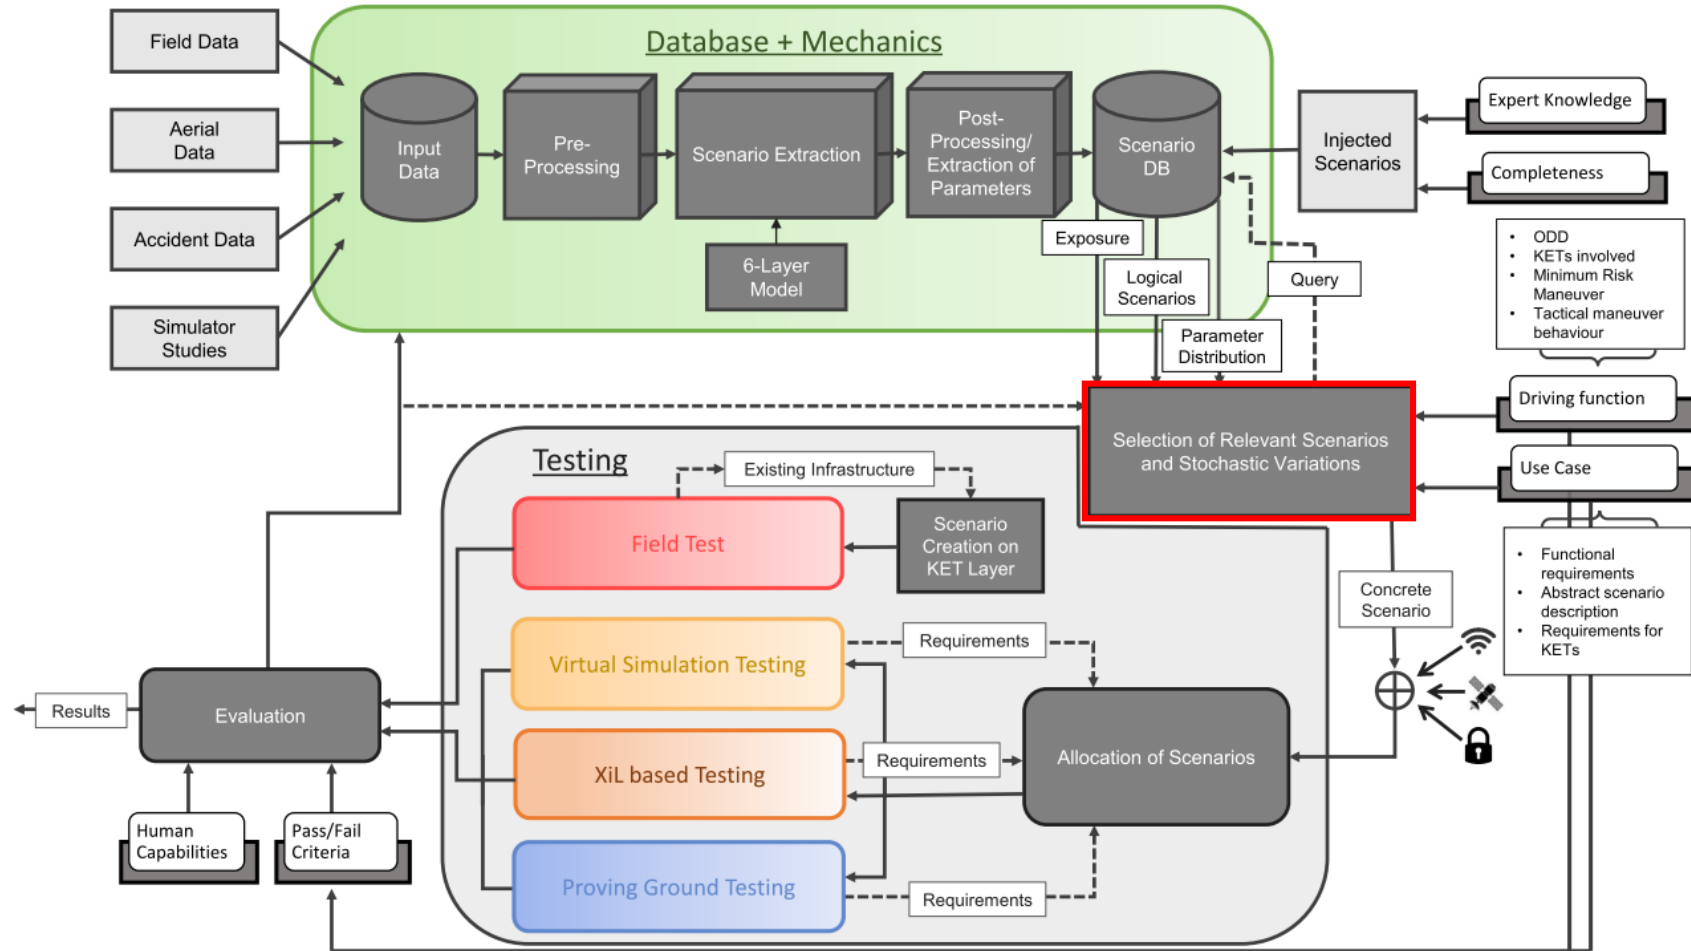 Database + Mechanics
Field Data
Aerial
Data
Accident Data
Simulator
Studies
Input
Data
Pre-
Processing
Scenario Extraction
6-Layer
Model
Post-
Processing/
Extraction of
Parameters
Scenario
DB
Injected
Scenarios
Expert Knowledge
Completeness
Exposure
Logical
Scenarios
Parameter
Distribution
Query
• ODD
• KETs involved
• Minimum Risk
Maneuver
• Tactical maneuver
behaviour
Driving function
Use Case
Selection of Relevant Scenarios
and Stochastic Variations
• Functional
requirements
• Abstract scenario
description
• Requirements for
KETs
Concrete
Scenario
Testing
Existing Infrastructure
Field Test
Scenario
Creation on
KET Layer
Virtual Simulation Testing
Requirements
XiL based Testing
Requirements
Allocation of Scenarios
Proving Ground Testing
Requirements
Results
Evaluation
Human
Capabilities
Pass/Fail
Criteria